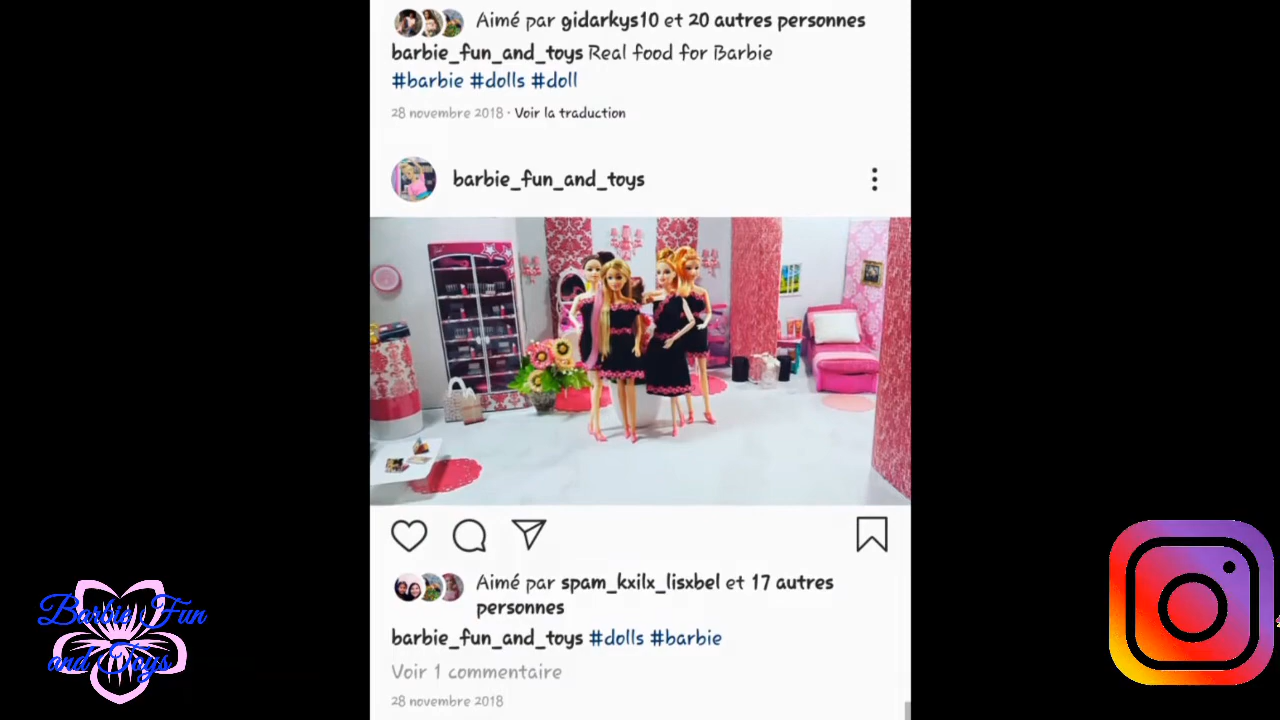 Aimé par gidarkys10 et 20 autres personnes
barbie_fun_and_toys Real food for Barbie
#barbie #dolls #doll
28 novembre 2018 · Voir la traduction
barbie_fun_and_toys
Aimé par spam_kxilx_lisxbel et 17 autres
personnes
barbie_fun_and_toys #dolls #barbie
Voir 1 commentaire
28 novembre 2018
Barbie Fun
and Toys